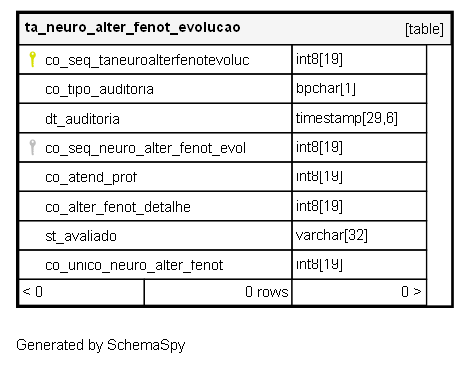 ta_neuro_alter_fenot_evolucao [table]
co_seq_taneuroalterfenotevoluc int8[19]
co_tipo_auditoria bpchar[1]
dt_auditoria timestamp[29,6]
co_seq_neuro_alter_fenot_evol int8[19]
co_atend_prof int8[19]
co_alter_fenot_detalhe int8[19]
st_avaliado varchar[32]
co_unico_neuro_alter_fenot int8[19]
< 0 0 rows 0 >
Generated by SchemaSpy